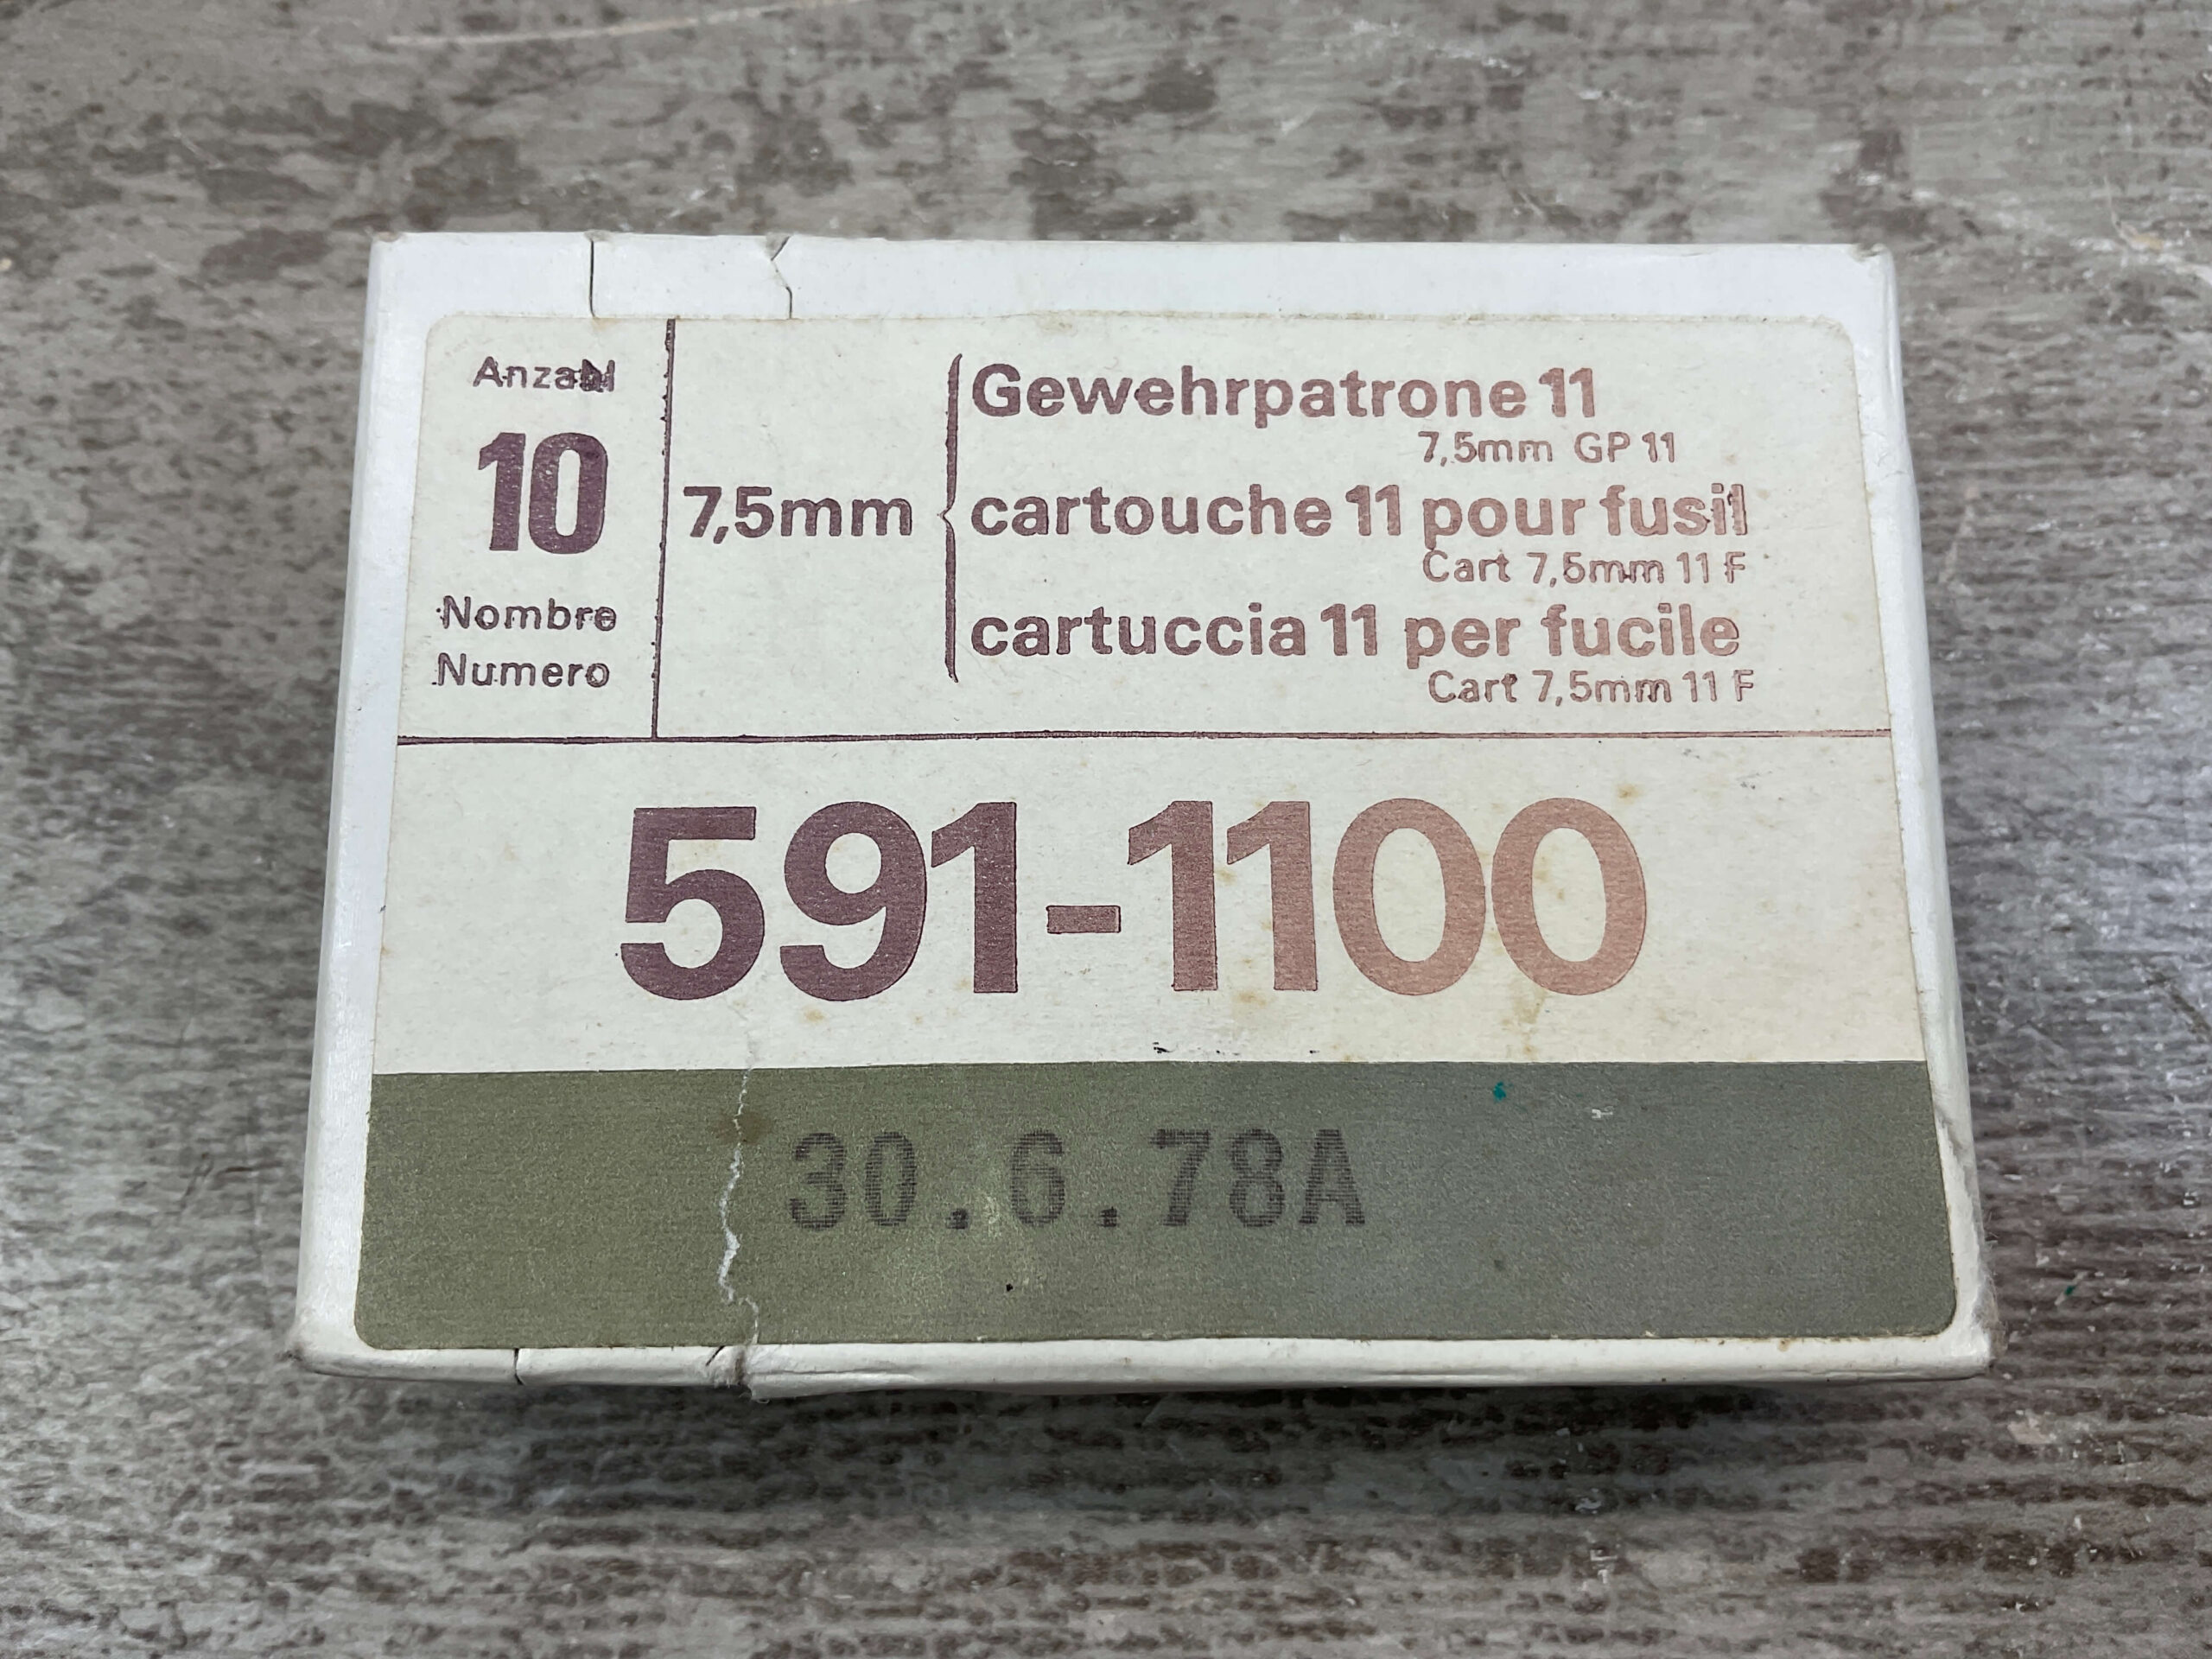 Anzahl
10
Nombre
Numero
7,5mm
Gewehrpatrone 11
7,5mm GP 11
cartouche 11 pour fusil
Cart 7,5mm 11 F
cartuccia 11 per fucile
Cart 7,5mm 11 F
591-1100
30.6.78A